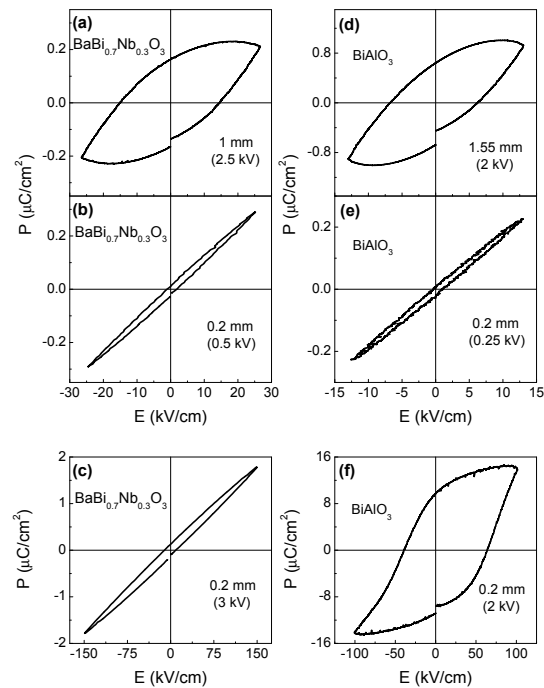 (a)
BaBi0.7Nb0.3O3
1 mm
(2.5 kV)
0.2
0.0
-0.2
P (μC/cm2)
(b)
BaBi0.7Nb0.3O3
0.2 mm
(0.5 kV)
0.2
0.0
-0.2
-30 -20 -10 0 10 20 30
E (kV/cm)
(d)
BiAlO3
1.55 mm
(2 kV)
0.8
0.0
-0.8
P (μC/cm2)
(e)
BiAlO3
0.2 mm
(0.25 kV)
0.2
0.0
-0.2
-15 -10 -5 0 5 10 15
E (kV/cm)
(c)
BaBi0.7Nb0.3O3
0.2 mm
(3 kV)
2
1
0
-1
-2
P (μC/cm2)
-150 -75 0 75 150
E (kV/cm)
(f)
BiAlO3
0.2 mm
(2 kV)
16
8
0
-8
-16
P (μC/cm2)
-100 -50 0 50 100
E (kV/cm)